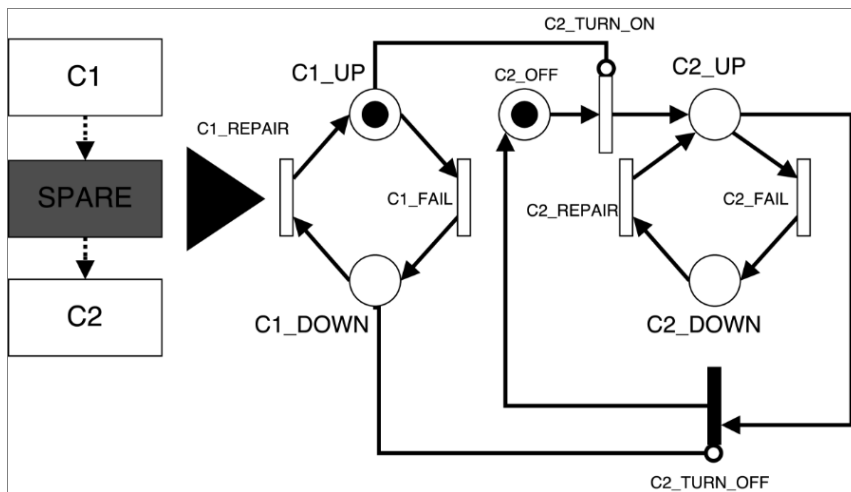 C1
SPARE
C2
C1_REPAIR
C1_UP
C1_FAIL
C1_DOWN
C2_TURN_ON
C2_OFF
C2_UP
C2_REPAIR
C2_FAIL
C2_DOWN
C2_TURN_OFF